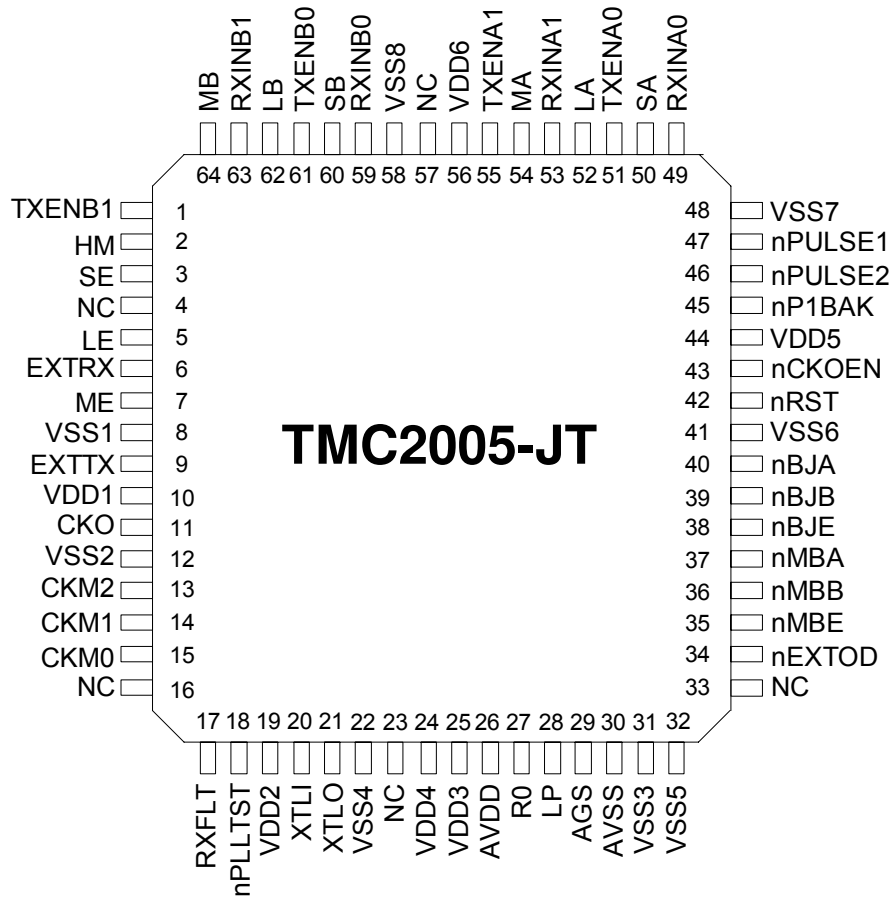 MB RXINB1 LB TXENB0 SB RXINB0 VSS8 NC VDD6 TXENA1 MA RXINA1 LA TXENA0 SA RXINA0
64 63 62 61 60 59 58 57 56 55 54 53 52 51 50 49
TXENB1 1 48 VSS7
HM 2 47 nPULSE1
SE 3 46 nPULSE2
NC 4 45 nP1BAK
LE 5 44 VDD5
EXTRX 6 43 nCKOEN
ME 7 42 nRST
VSS1 8 41 VSS6
TMC2005-JT
EXTTX 9 40 nBJA
VDD1 10 39 nBJB
CKO 11 38 nBJE
VSS2 12 37 nMBA
CKM2 13 36 nMBB
CKM1 14 35 nMBE
CKM0 15 34 nEXTOD
NC 16 33 NC
17 18 19 20 21 22 23 24 25 26 27 28 29 30 31 32
RXFLT nPLLTST VDD2 XTLI XTLO VSS4 NC VDD4 VDD3 AVDD R0 LP AGS AVSS VSS3 VSS5